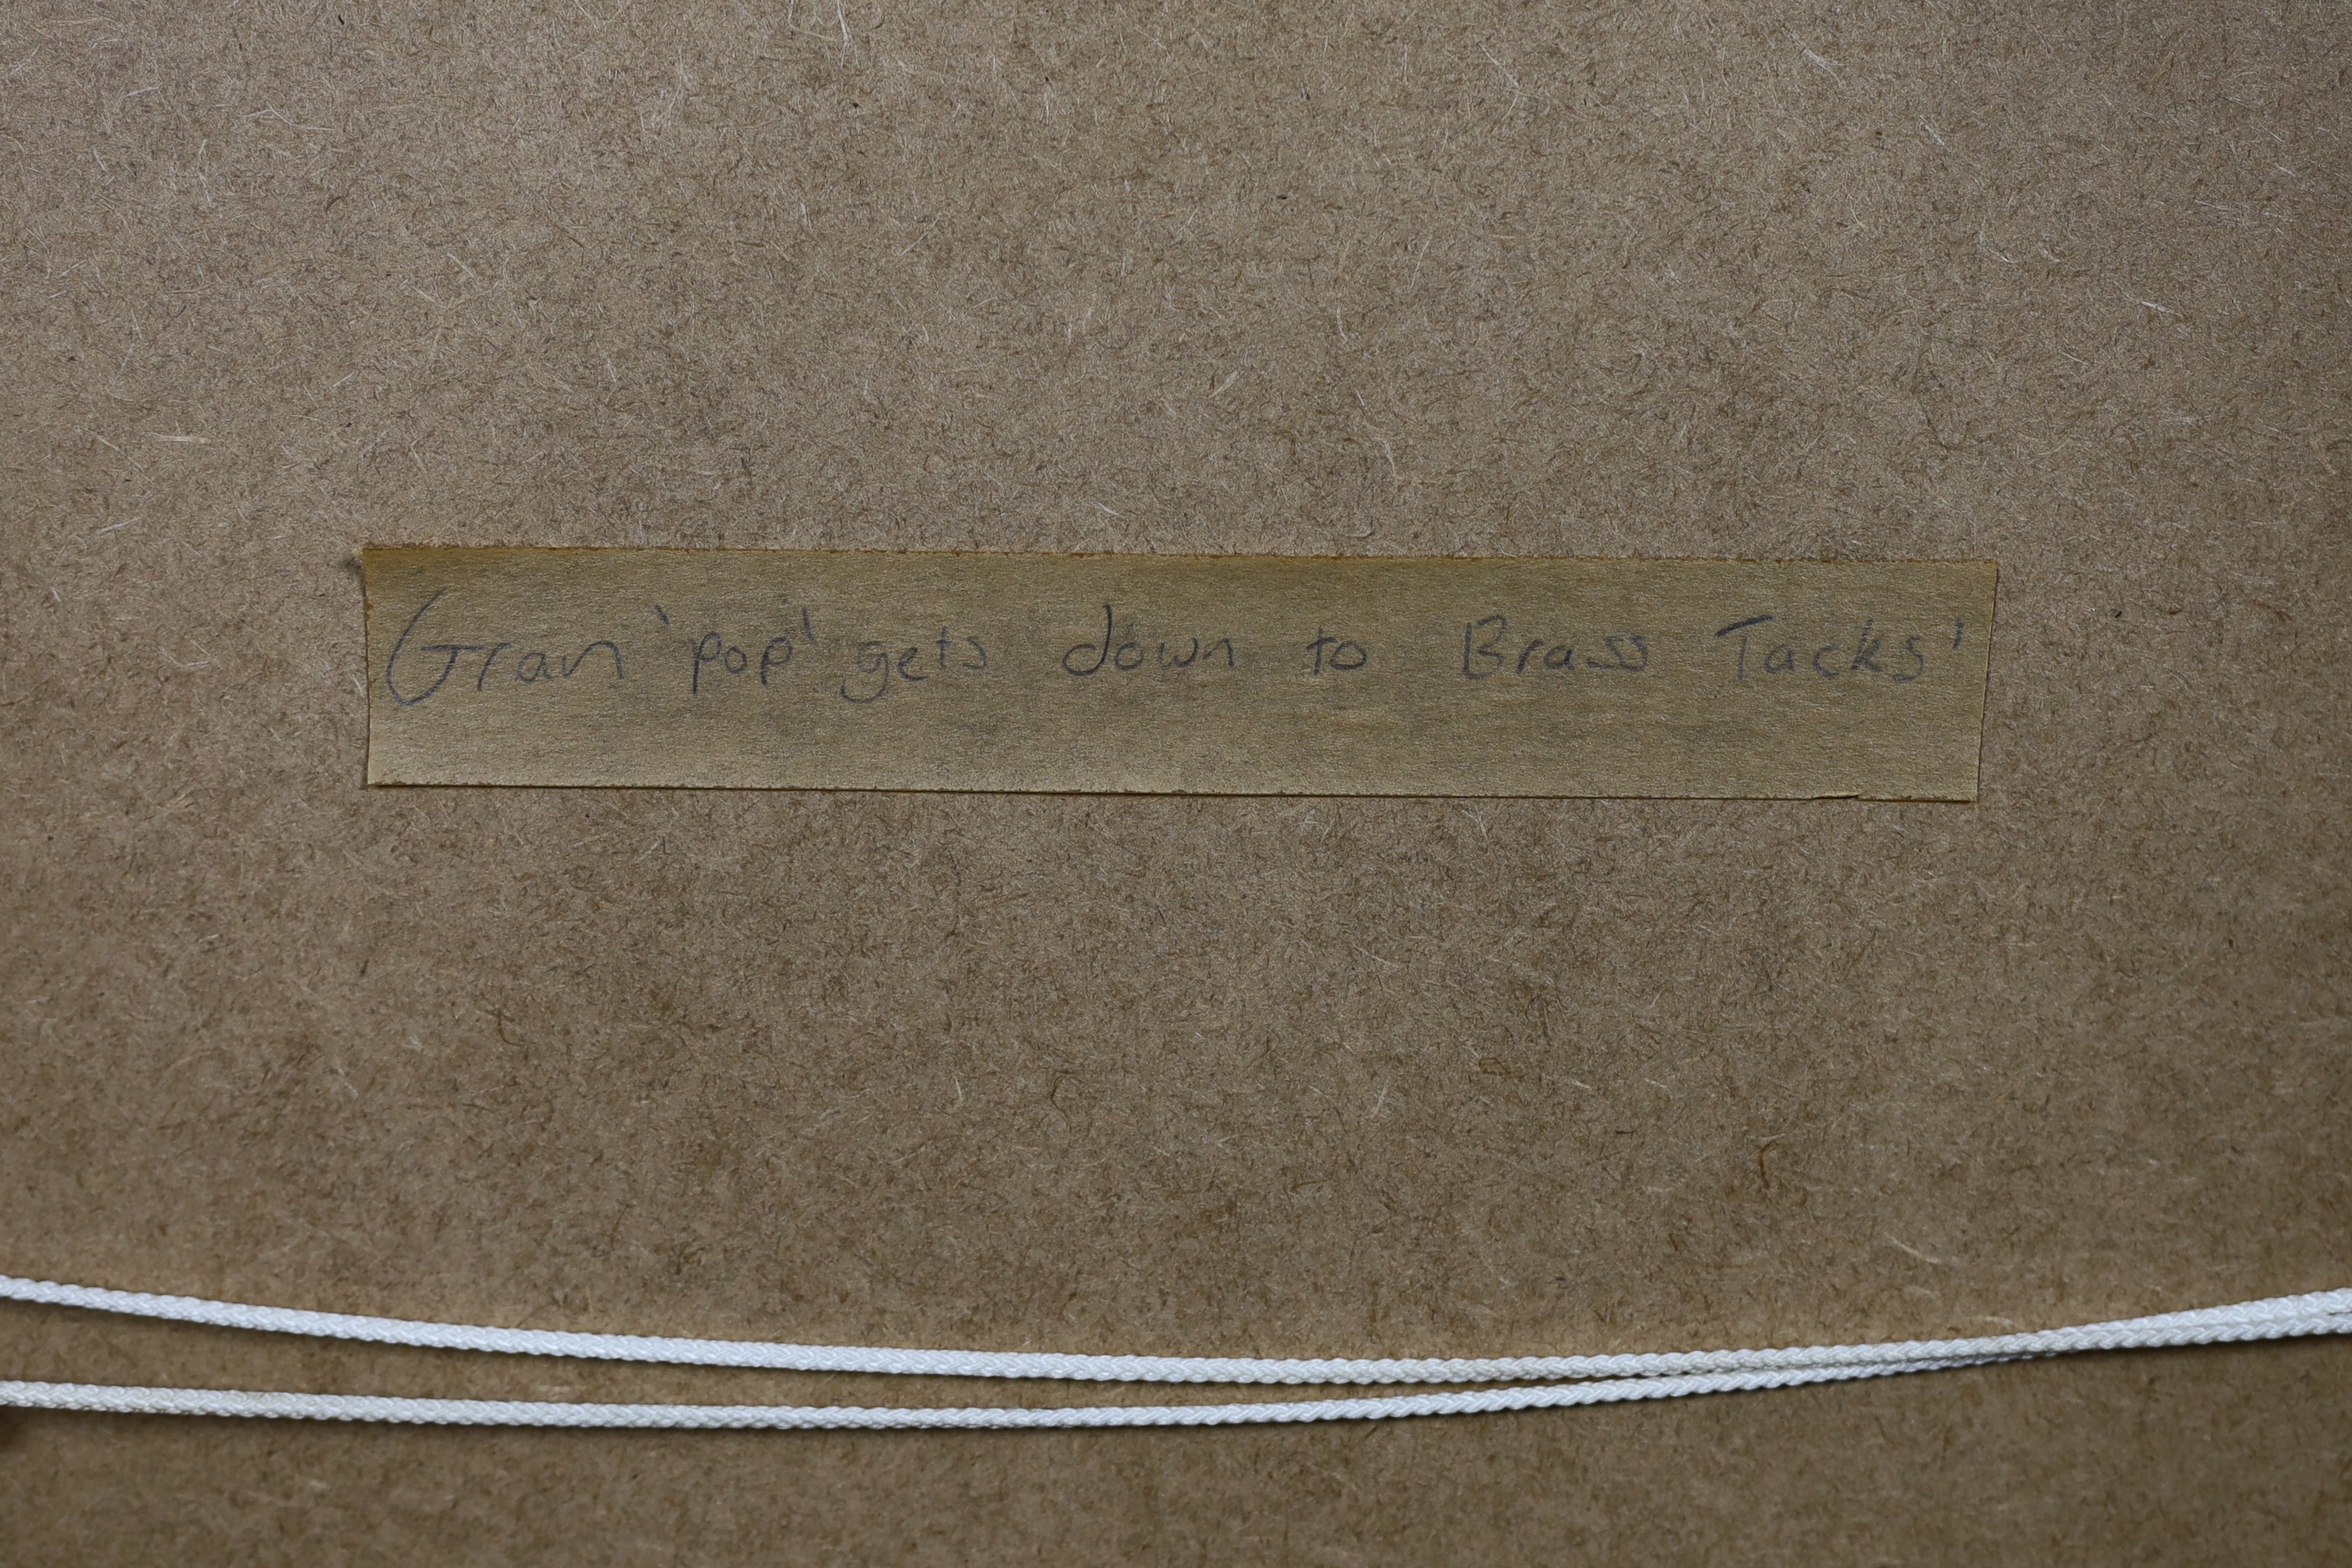 Gran 'pop' gets down to Brass Tacks'